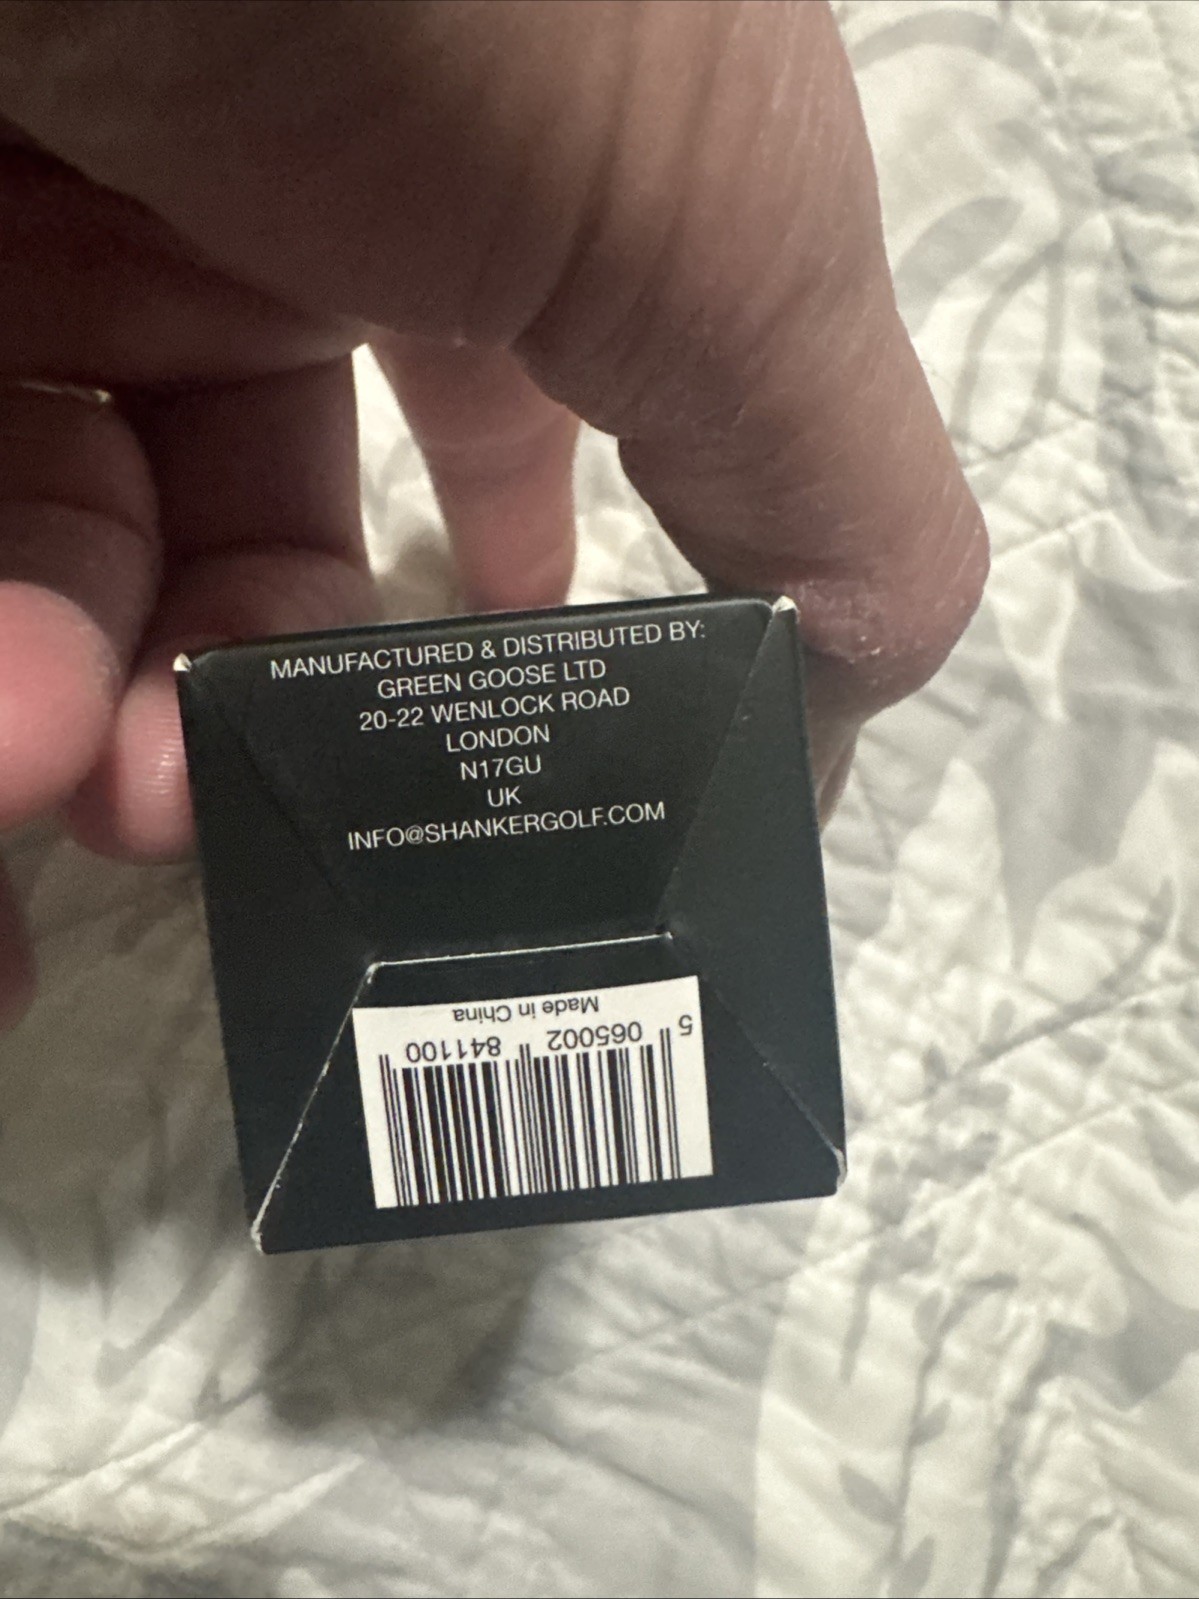 MANUFACTURED & DISTRIBUTED BY:
GREEN GOOSE LTD
20-22 WENLOCK ROAD
LONDON
N17GU
UK
INFO@SHANKERGOLF.COM
Made in China
5 065002 841100